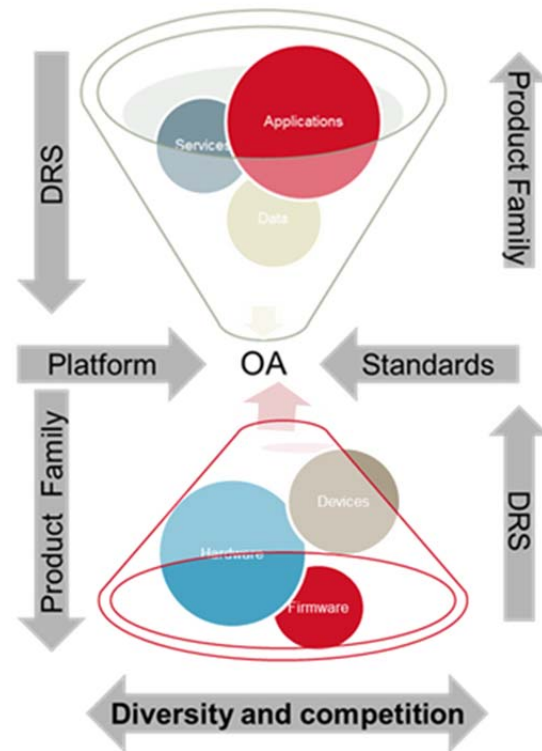 DRS
Applications
Services
Data
Product Family
Platform
OA
Standards
Product Family
Devices
Hardware
Firmware
DRS
Diversity and competition